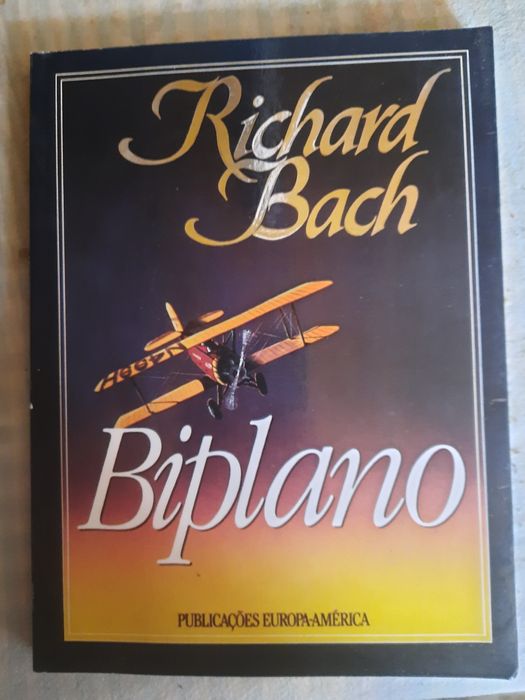 Richard
Bach
Biplano
PUBLICAÇÕES EUROPA-AMÉRICA